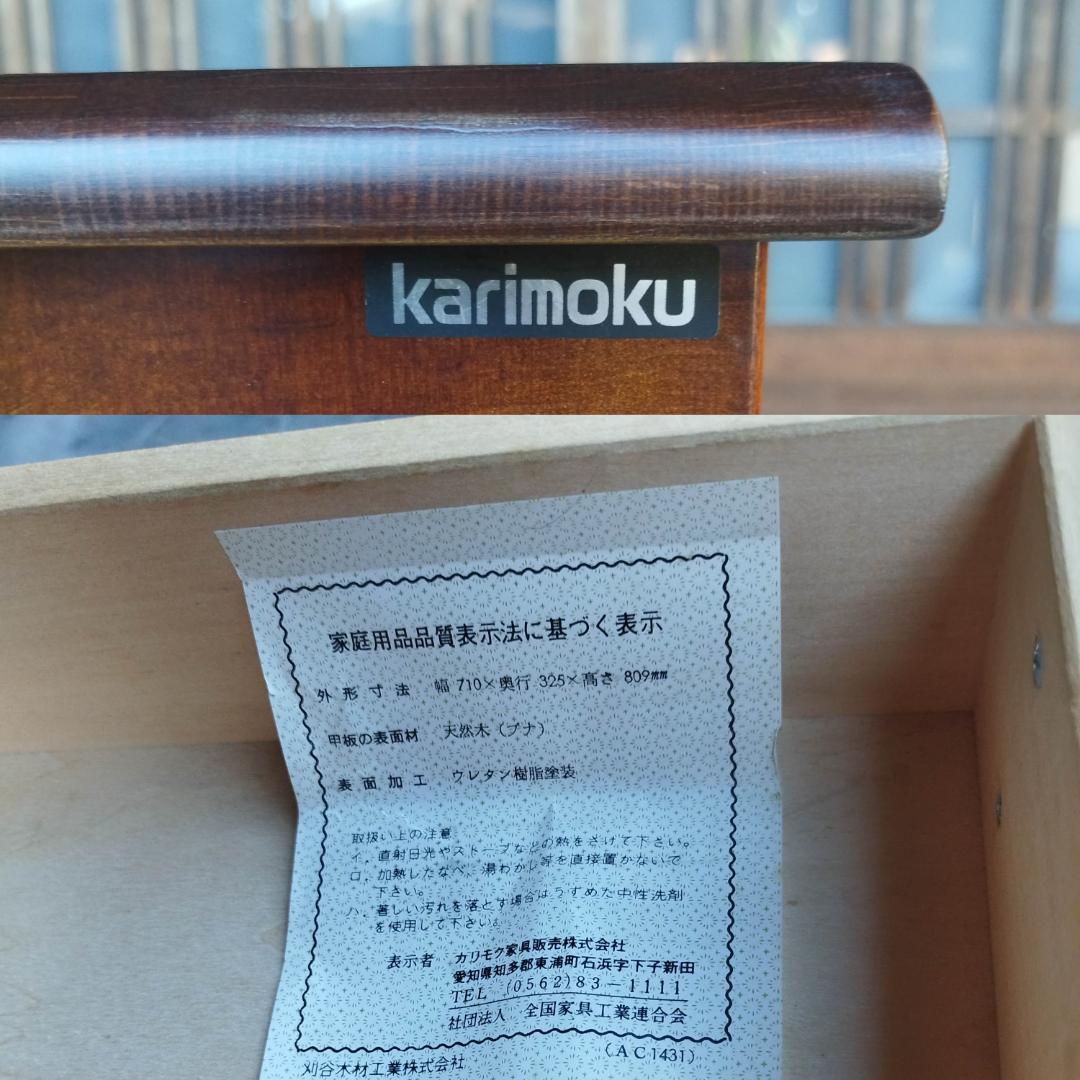 karimoku
家庭用品品質表示法に基づく表示
外形寸法 幅 710×奥行 325×高さ 809mm
甲板の表面材 天然木（ブナ）
表面加工 ウレタン樹脂塗装
取扱い上の注意
イ．直射日光やストーブなどの熱をさけて下さい。
ロ．加熱したなべ、湯わかし等を直接置かないで
下さい。
ハ．著しい汚れを落とす場合はうすめた中性洗剤
を使用して下さい。
表示者 カリモク家具販売株式会社
愛知県知多郡東浦町石浜字下子新田
TEL (0562)83－1111
社団法人 全国家具工業連合会
（AC1431）
刈谷木材工業株式会社